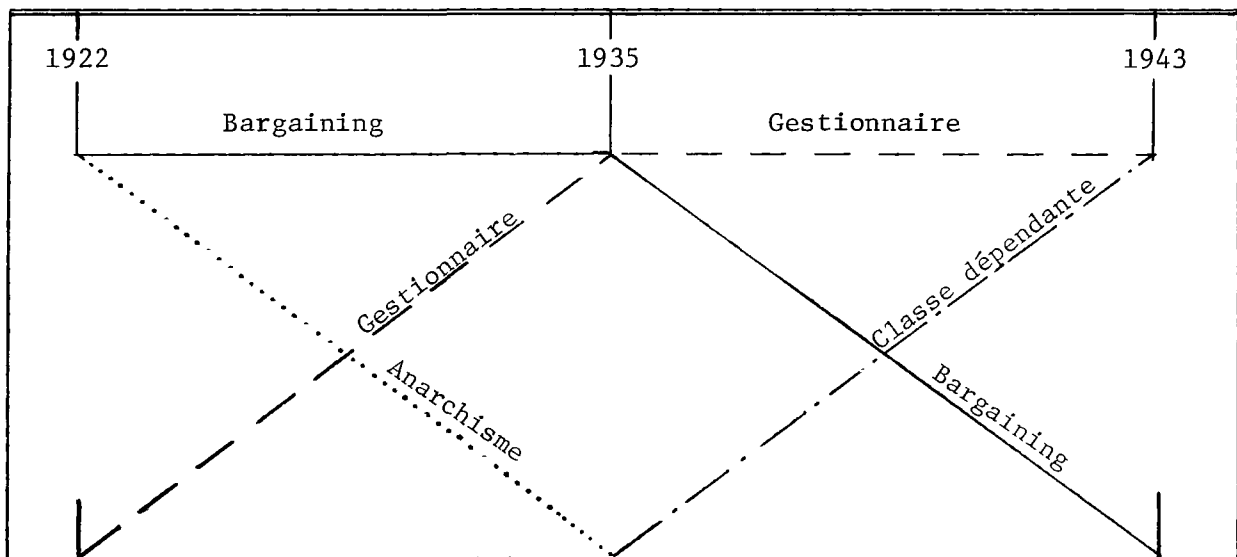 1922 1935 1943
Bargaining Gestionnaire
Gestionnaire
Classe dépendante
Anarchisme
Bargaining